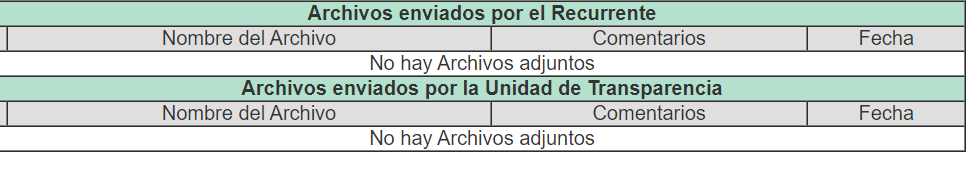 Archivos enviados por el Recurrente
Nombre del Archivo Comentarios Fecha
No hay Archivos adjuntos
Archivos enviados por la Unidad de Transparencia
Nombre del Archivo Comentarios Fecha
No hay Archivos adjuntos